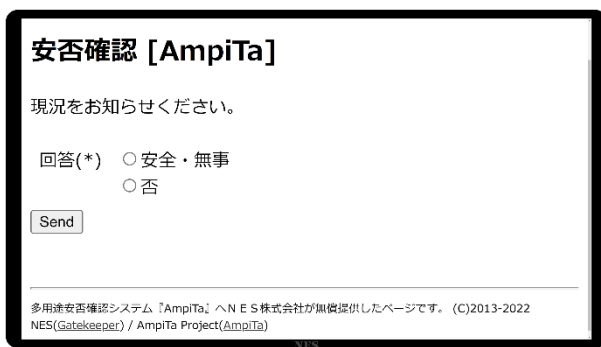 安否確認 [AmpiTa]
現況をお知らせください。
回答(*) 安全・無事
否
Send
多用途安否確認システム『AmpiTa』へＮＥＳ株式会社が無償提供したページです。 (C)2013-2022
NES(Gatekeeper) / AmpiTa Project(AmpiTa)
NES